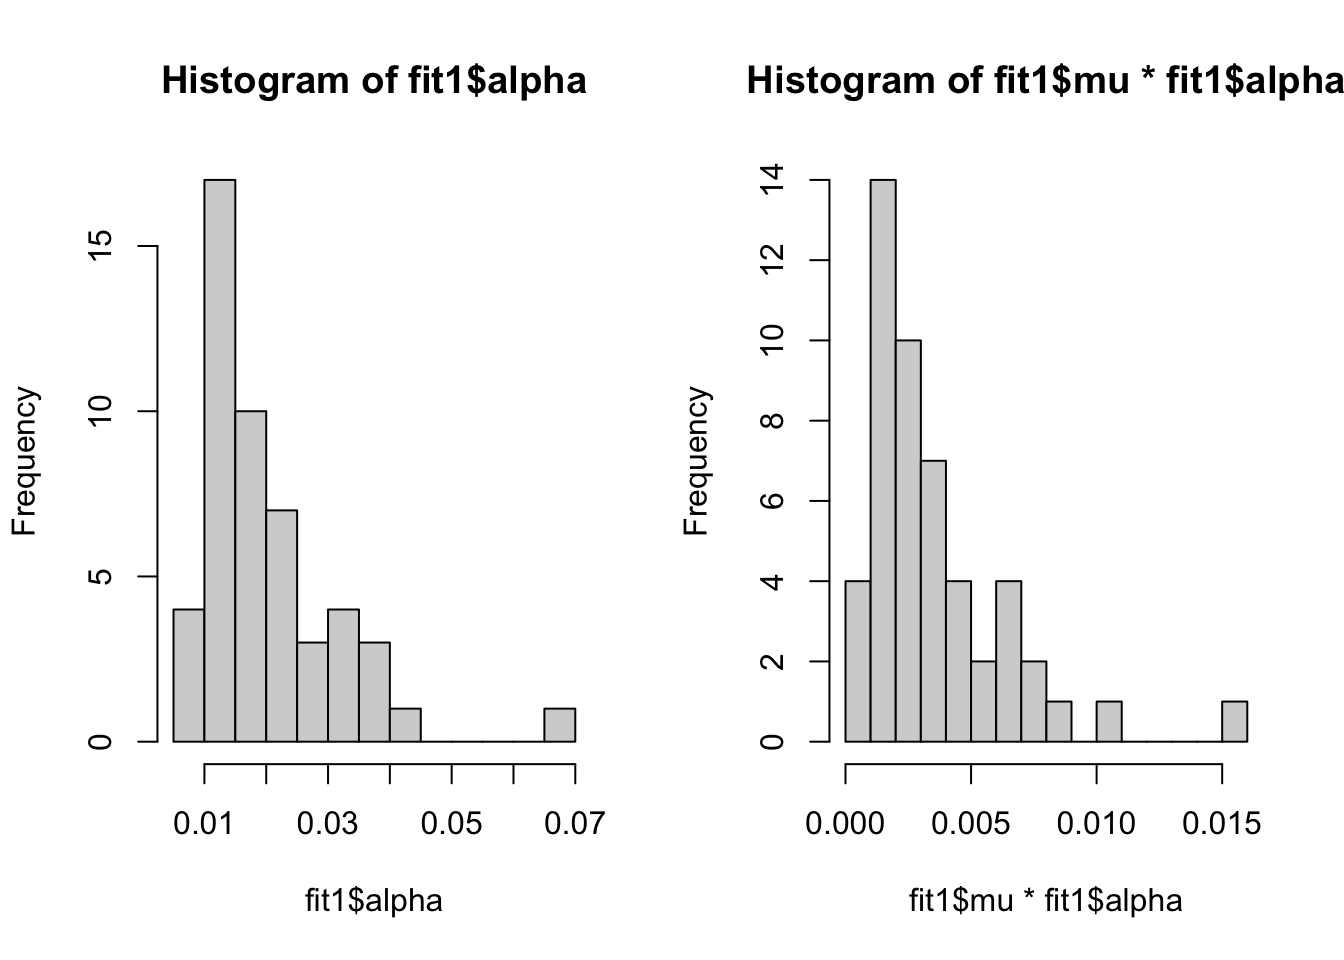 Histogram of fit1$alpha
Frequency
15
10
5
0
0.01 0.03 0.05 0.07
fit1$alpha
Histogram of fit1$mu * fit1$alpha
Frequency
14
12
10
8
6
4
2
0
0.000 0.005 0.010 0.015
fit1$mu * fit1$alpha